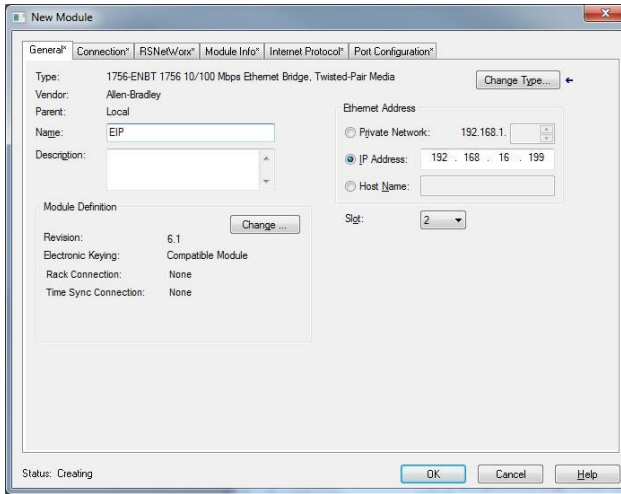 New Module
General* Connection* RSNetWorx* Module Info* Internet Protocol* Port Configuration*
Type: 1756-ENBT 1756 10/100 Mbps Ethernet Bridge, Twisted-Pair Media
Change Type...
Vendor: Allen-Bradley
Parent: Local
Name: EIP
Description:
Ethernet Address
Private Network: 192.168.1.
IP Address: 192 . 168 . 16 . 199
Host Name:
Slot: 2
Module Definition
Change ...
Revision: 6.1
Electronic Keying: Compatible Module
Rack Connection: None
Time Sync Connection: None
Status: Creating
OK Cancel Help